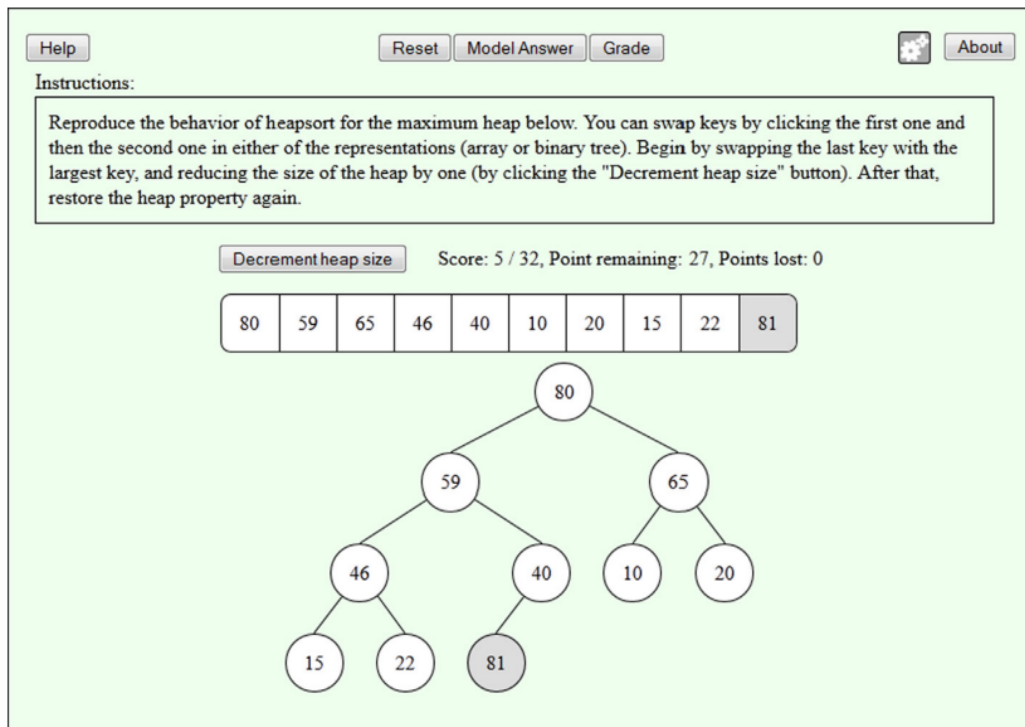 Help Reset Model Answer Grade About
Instructions:
Reproduce the behavior of heapsort for the maximum heap below. You can swap keys by clicking the first one and
then the second one in either of the representations (array or binary tree). Begin by swapping the last key with the
largest key, and reducing the size of the heap by one (by clicking the "Decrement heap size" button). After that,
restore the heap property again.
Decrement heap size Score: 5 / 32, Point remaining: 27, Points lost: 0
80 59 65 46 40 10 20 15 22 81
80
59 65
46 40 10 20
15 22 81